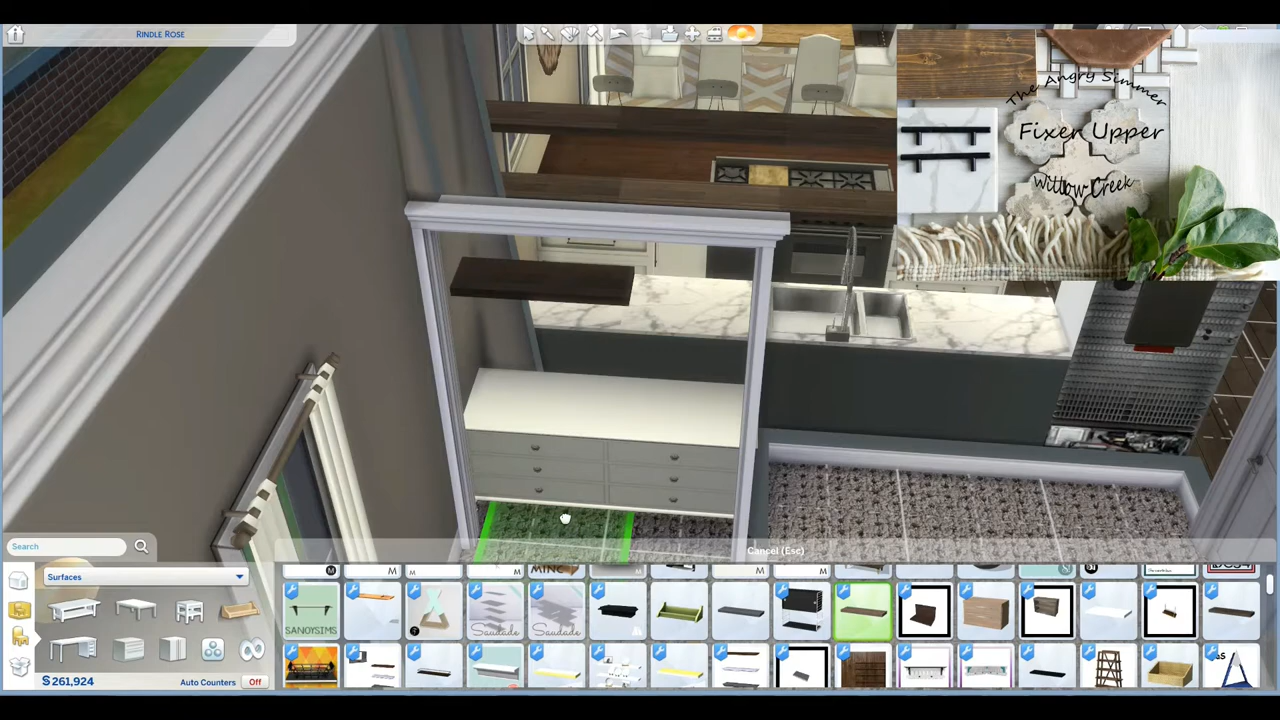 RINDLE ROSE
The Angry Simmer
Fixer Upper
Willow Creek
Cancel (Esc)
Search
Surfaces
$261,924
Auto Counters Off
M
M
M
M
MINC
M
M
M
SANOYSIMS
Saudade
Saudade